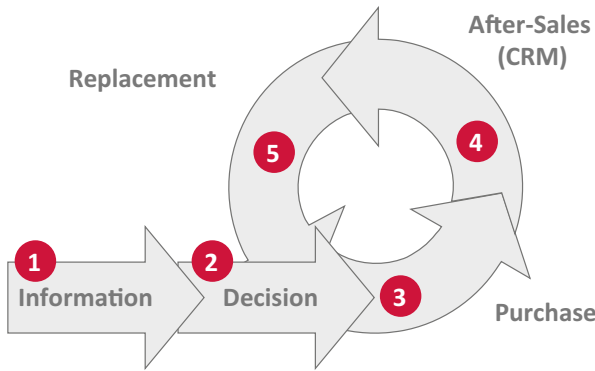 After-Sales
(CRM)
Replacement
5
4
1
2
Information
Decision
3
Purchase